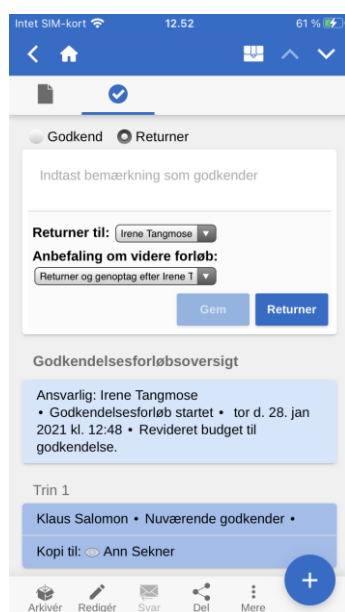 Intet SIM-kort 12.52 61 %
Godkend Returner
Indtast bemærkning som godkender
Returner til: Irene Tangmose
Anbefaling om videre forløb:
Returner og genoptag efter Irene T
Gem Returner
Godkendelsesforløbsoversigt
Ansvarlig: Irene Tangmose
• Godkendelsesforløb startet • tor d. 28. jan
2021 kl. 12:48 • Revideret budget til
godkendelse.
Trin 1
Klaus Salomon • Nuværende godkender •
Kopi til: Ann Sekner
Arkivér Redigér Svar Del Mere